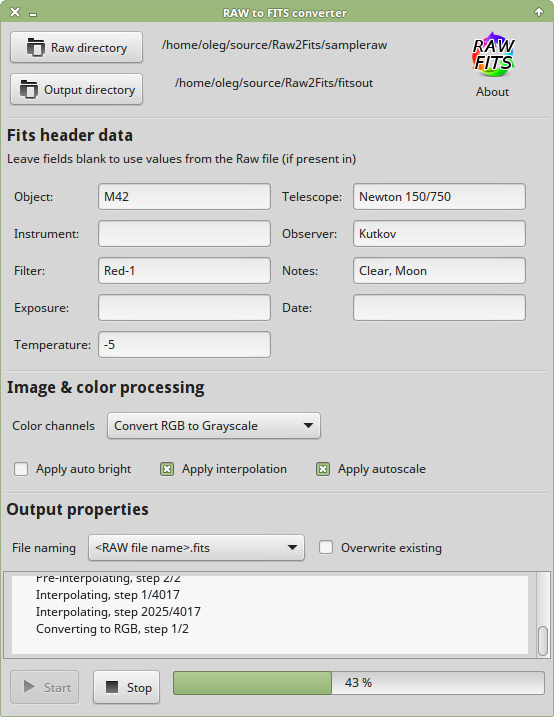 RAW to FITS converter
Raw directory
/home/oleg/source/Raw2Fits/sampleraw
RAW
FITS
Output directory
/home/oleg/source/Raw2Fits/fitsout
About
Fits header data
Leave fields blank to use values from the Raw file (if present in)
Object: M42 Telescope: Newton 150/750
Instrument: Observer: Kutkov
Filter: Red-1 Notes: Clear, Moon
Exposure: Date:
Temperature: -5
Image & color processing
Color channels Convert RGB to Grayscale
Apply auto bright Apply interpolation Apply autoscale
Output properties
File naming <RAW file name>.fits Overwrite existing
Pre-interpolating, step 2/2
Interpolating, step 1/4017
Interpolating, step 2025/4017
Converting to RGB, step 1/2
Start Stop 43 %